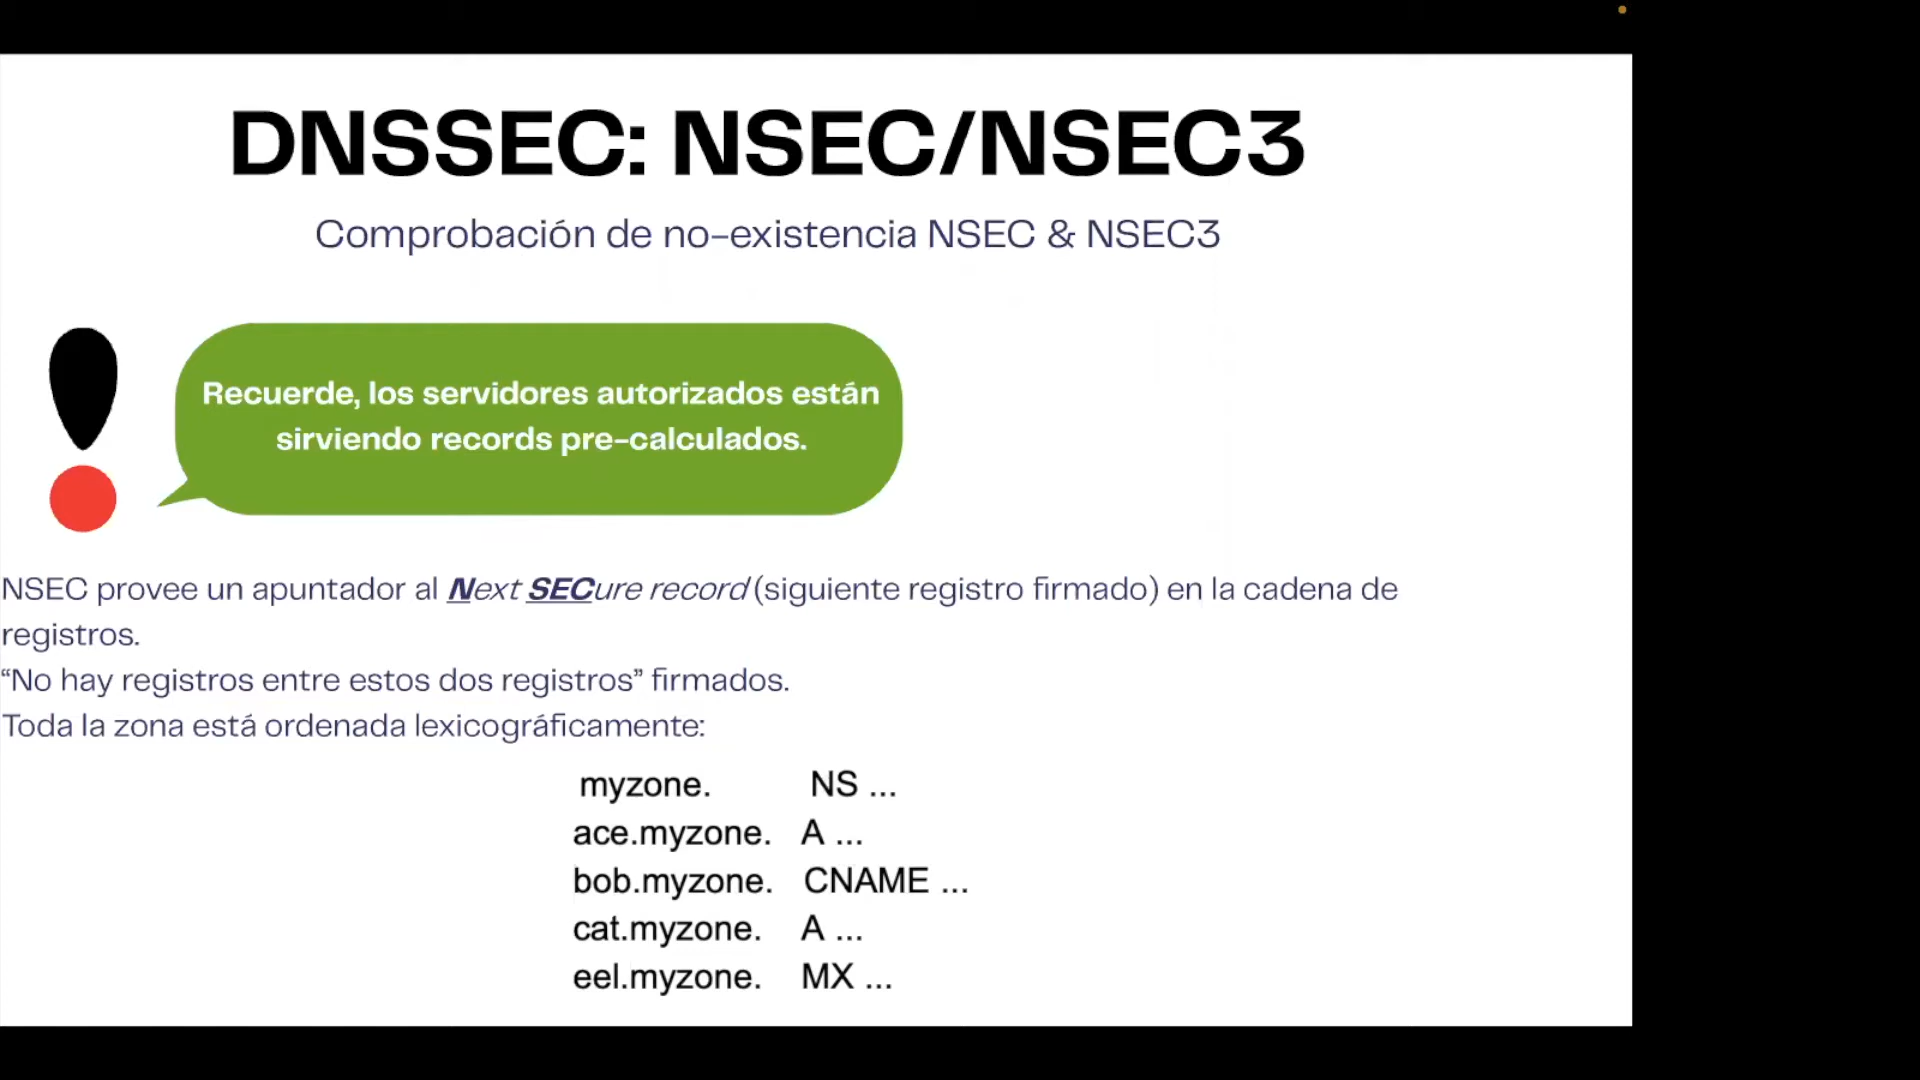 DNSSEC: NSEC/NSEC3
Comprobación de no-existencia NSEC & NSEC3
Recuerde, los servidores autorizados están
sirviendo records pre-calculados.
NSEC provee un apuntador al Next SECure record (siguiente registro firmado) en la cadena de
registros.
“No hay registros entre estos dos registros” firmados.
Toda la zona está ordenada lexicográficamente:
myzone. NS ...
ace.myzone. A ...
bob.myzone. CNAME ...
cat.myzone. A ...
eel.myzone. MX ...